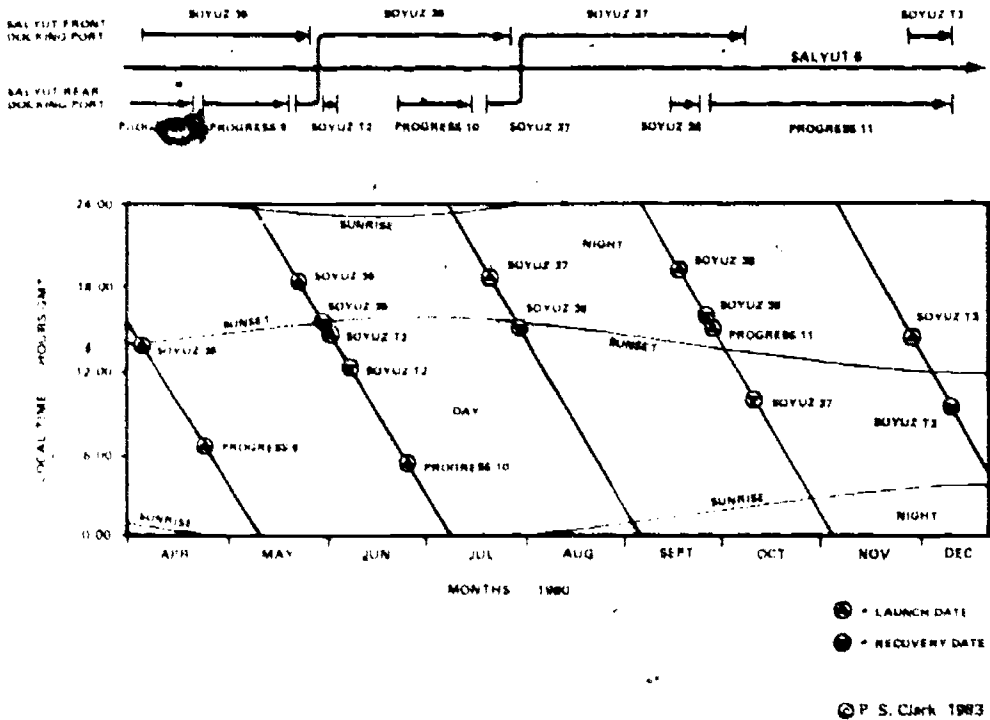 SOYUZ 35 SOYUZ 36 SOYUZ 37 SOYUZ T3
SALYUT FRONT
DOCKING PORT
SALYUT 6
SALYUT REAR
DOCKING PORT
PROGRESS 9 SOYUZ T2 PROGRESS 10 SOYUZ 37 SOYUZ 38 PROGRESS 11
24:00
18:00
12:00
6:00
0:00
LOCAL TIME HOURS GMT
SUNRISE
NIGHT
SOYUZ 36
SOYUZ 37
SOYUZ 38
SUNSET
SOYUZ 35
SOYUZ 35
SOYUZ 36
SOYUZ 38
SOYUZ T3
SOYUZ T2
SUNSET
PROGRESS 11
SOYUZ T2
DAY
SOYUZ 37
SOYUZ T3
PROGRESS 9
PROGRESS 10
SUNRISE
SUNRISE
NIGHT
APR MAY JUN JUL AUG SEPT OCT NOV DEC
MONTHS 1980
= LAUNCH DATE
= RECOVERY DATE
© P. S. Clark 1983